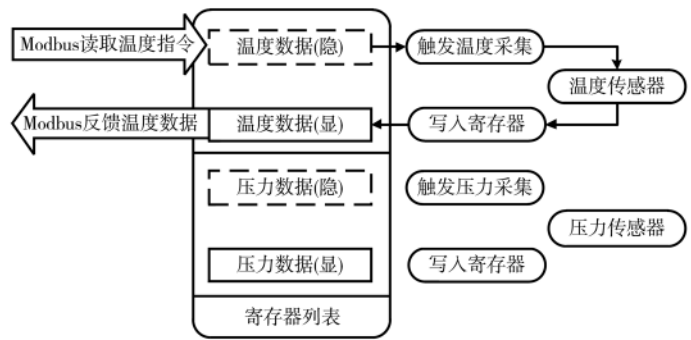 Modbus读取温度指令
温度数据(隐)
触发温度采集
温度传感器
Modbus反馈温度数据
温度数据(显)
写入寄存器
压力数据(隐)
触发压力采集
压力传感器
压力数据(显)
写入寄存器
寄存器列表